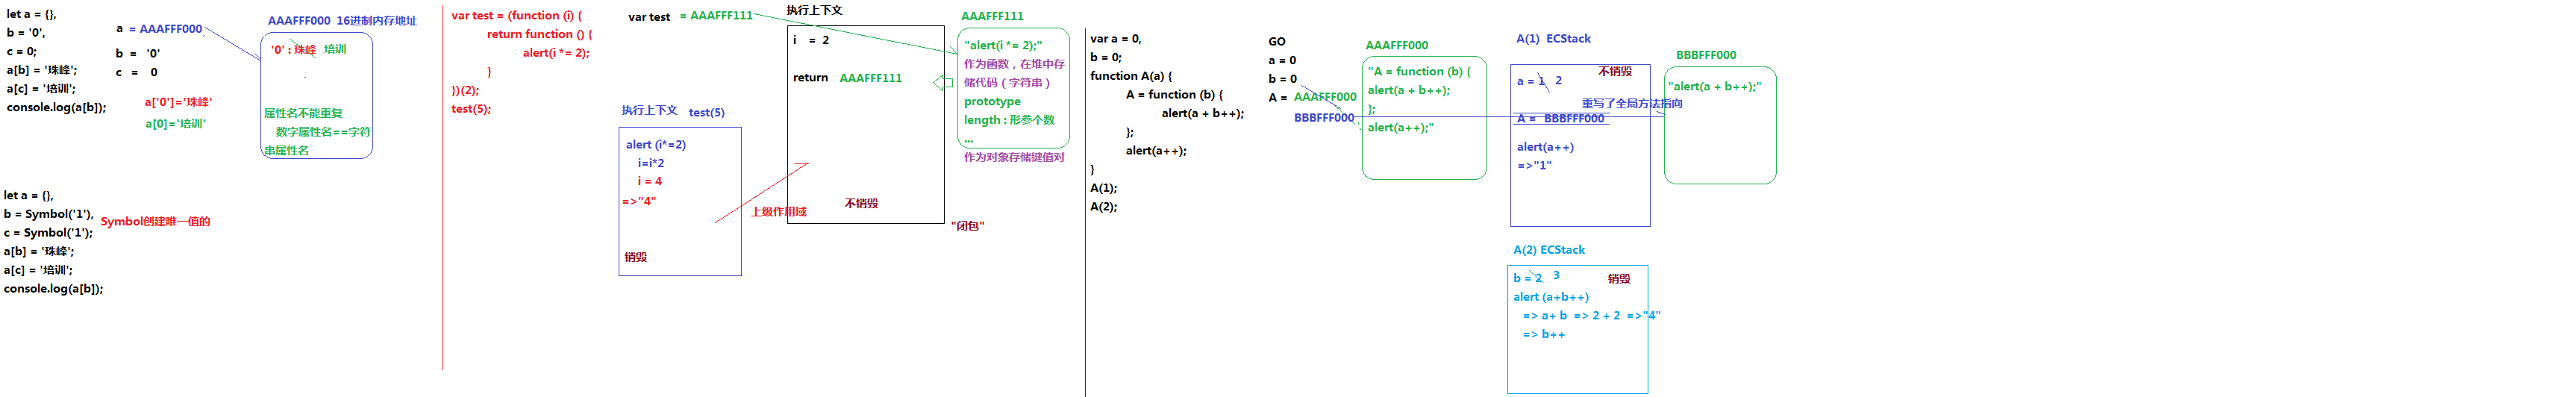 let a = {},
b = '0',
c = 0;
a[b] = '珠峰';
a[c] = '培训';
console.log(a[b]);
a = AAAFFF000
b = '0'
c = 0
a['0']='珠峰'
a[0]='培训'
AAAFFF000 16进制内存地址
'0' : 珠峰 培训
属性名不能重复
数字属性名==字符
串属性名
let a = {},
b = Symbol('1'),
c = Symbol('1');
a[b] = '珠峰';
a[c] = '培训';
console.log(a[b]);
Symbol创建唯一值的
var test = (function (i) {
return function () {
alert(i *= 2);
}
})(2);
test(5);
var test = AAAFFF111
执行上下文 test(5)
alert (i*=2)
i=i*2
i = 4
=>"4"
销毁
上级作用域
执行上下文
i = 2
return AAAFFF111
不销毁
"闭包"
AAAFFF111
"alert(i *= 2);"
作为函数，在堆中存
储代码（字符串）
prototype
length : 形参个数
...
作为对象存储键值对
var a = 0,
b = 0;
function A(a) {
A = function (b) {
alert(a + b++);
};
alert(a++);
}
A(1);
A(2);
GO
a = 0
b = 0
A = AAAFFF000
BBBFFF000
AAAFFF000
"A = function (b) {
alert(a + b++);
};
alert(a++);"
A(1) ECStack
a = 1 2
不销毁
重写了全局方法指向
A = BBBFFF000
alert(a++)
=>"1"
BBBFFF000
"alert(a + b++);"
A(2) ECStack
b = 2 3
销毁
alert (a+b++)
=> a+ b => 2 + 2 =>"4"
=> b++